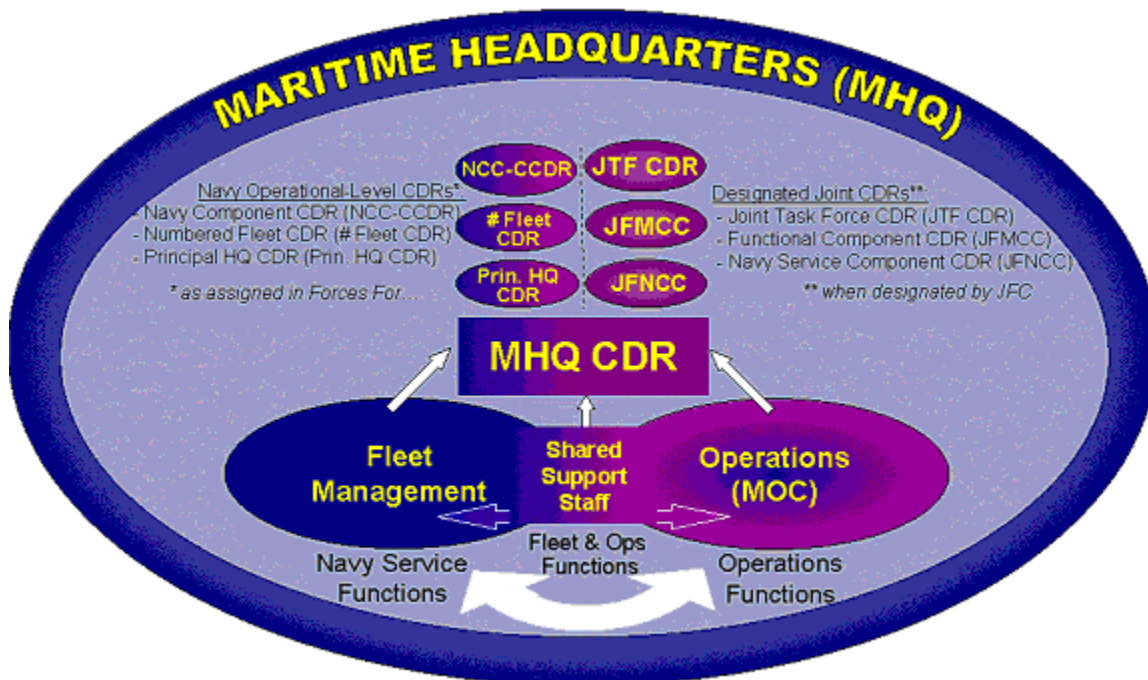 MARITIME HEADQUARTERS (MHQ)
NCC-CCDR
JTF CDR
# Fleet
CDR
JFMCC
Prin. HQ
CDR
JFNCC
Navy Operational-Level CDRs*
- Navy Component CDR (NCC-CCDR)
- Numbered Fleet CDR (# Fleet CDR)
- Principal HQ CDR (Prin. HQ CDR)
* as assigned in Forces For....
Designated Joint CDRs**:
- Joint Task Force CDR (JTF CDR)
- Functional Component CDR (JFMCC)
- Navy Service Component CDR (JFNCC)
** when designated by JFC
MHQ CDR
Fleet
Management
Shared
Support
Staff
Operations
(MOC)
Navy Service
Functions
Fleet & Ops
Functions
Operations
Functions